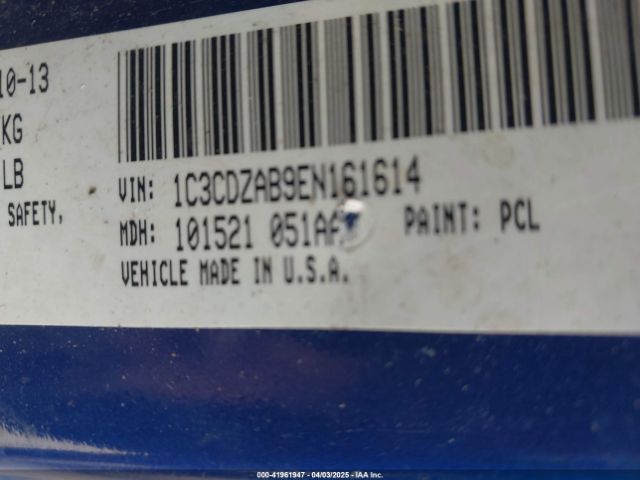 10-13
KG
LB
SAFETY,
VIN: 1C3CDZAB9EN161614
MDH: 101521 051AA
PAINT: PCL
VEHICLE MADE IN U.S.A.
000-41961947 - 04/03/2025 - IAA Inc.